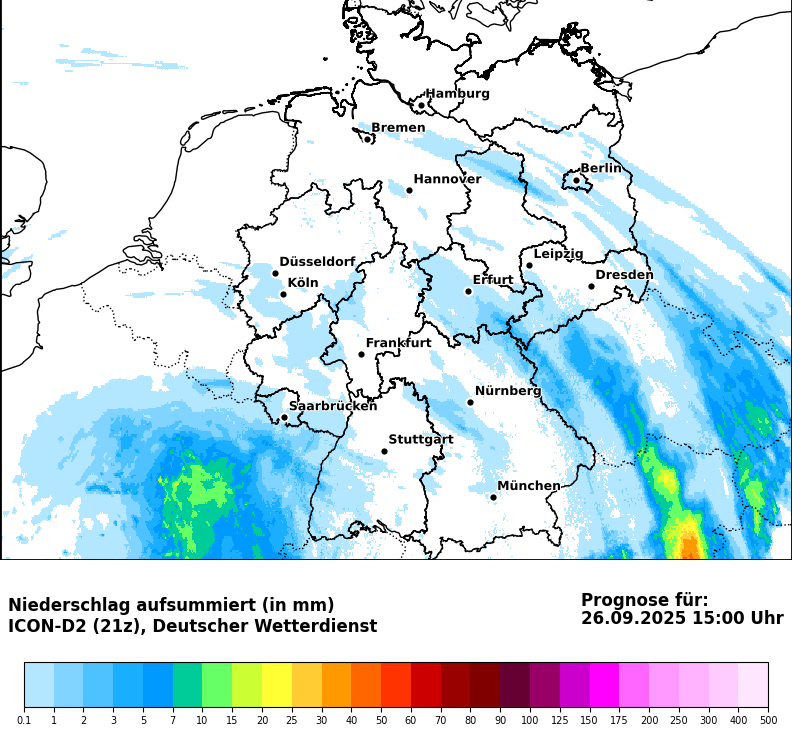 Hamburg
Bremen
Berlin
Hannover
Leipzig
Düsseldorf
Dresden
Erfurt
Köln
Frankfurt
Nürnberg
Saarbrücken
Stuttgart
München
Niederschlag aufsummiert (in mm)
ICON-D2 (21z), Deutscher Wetterdienst
Prognose für:
26.09.2025 15:00 Uhr
0.1 1 2 3 5 7 10 15 20 25 30 40 50 60 70 80 90 100 125 150 175 200 250 300 400 500